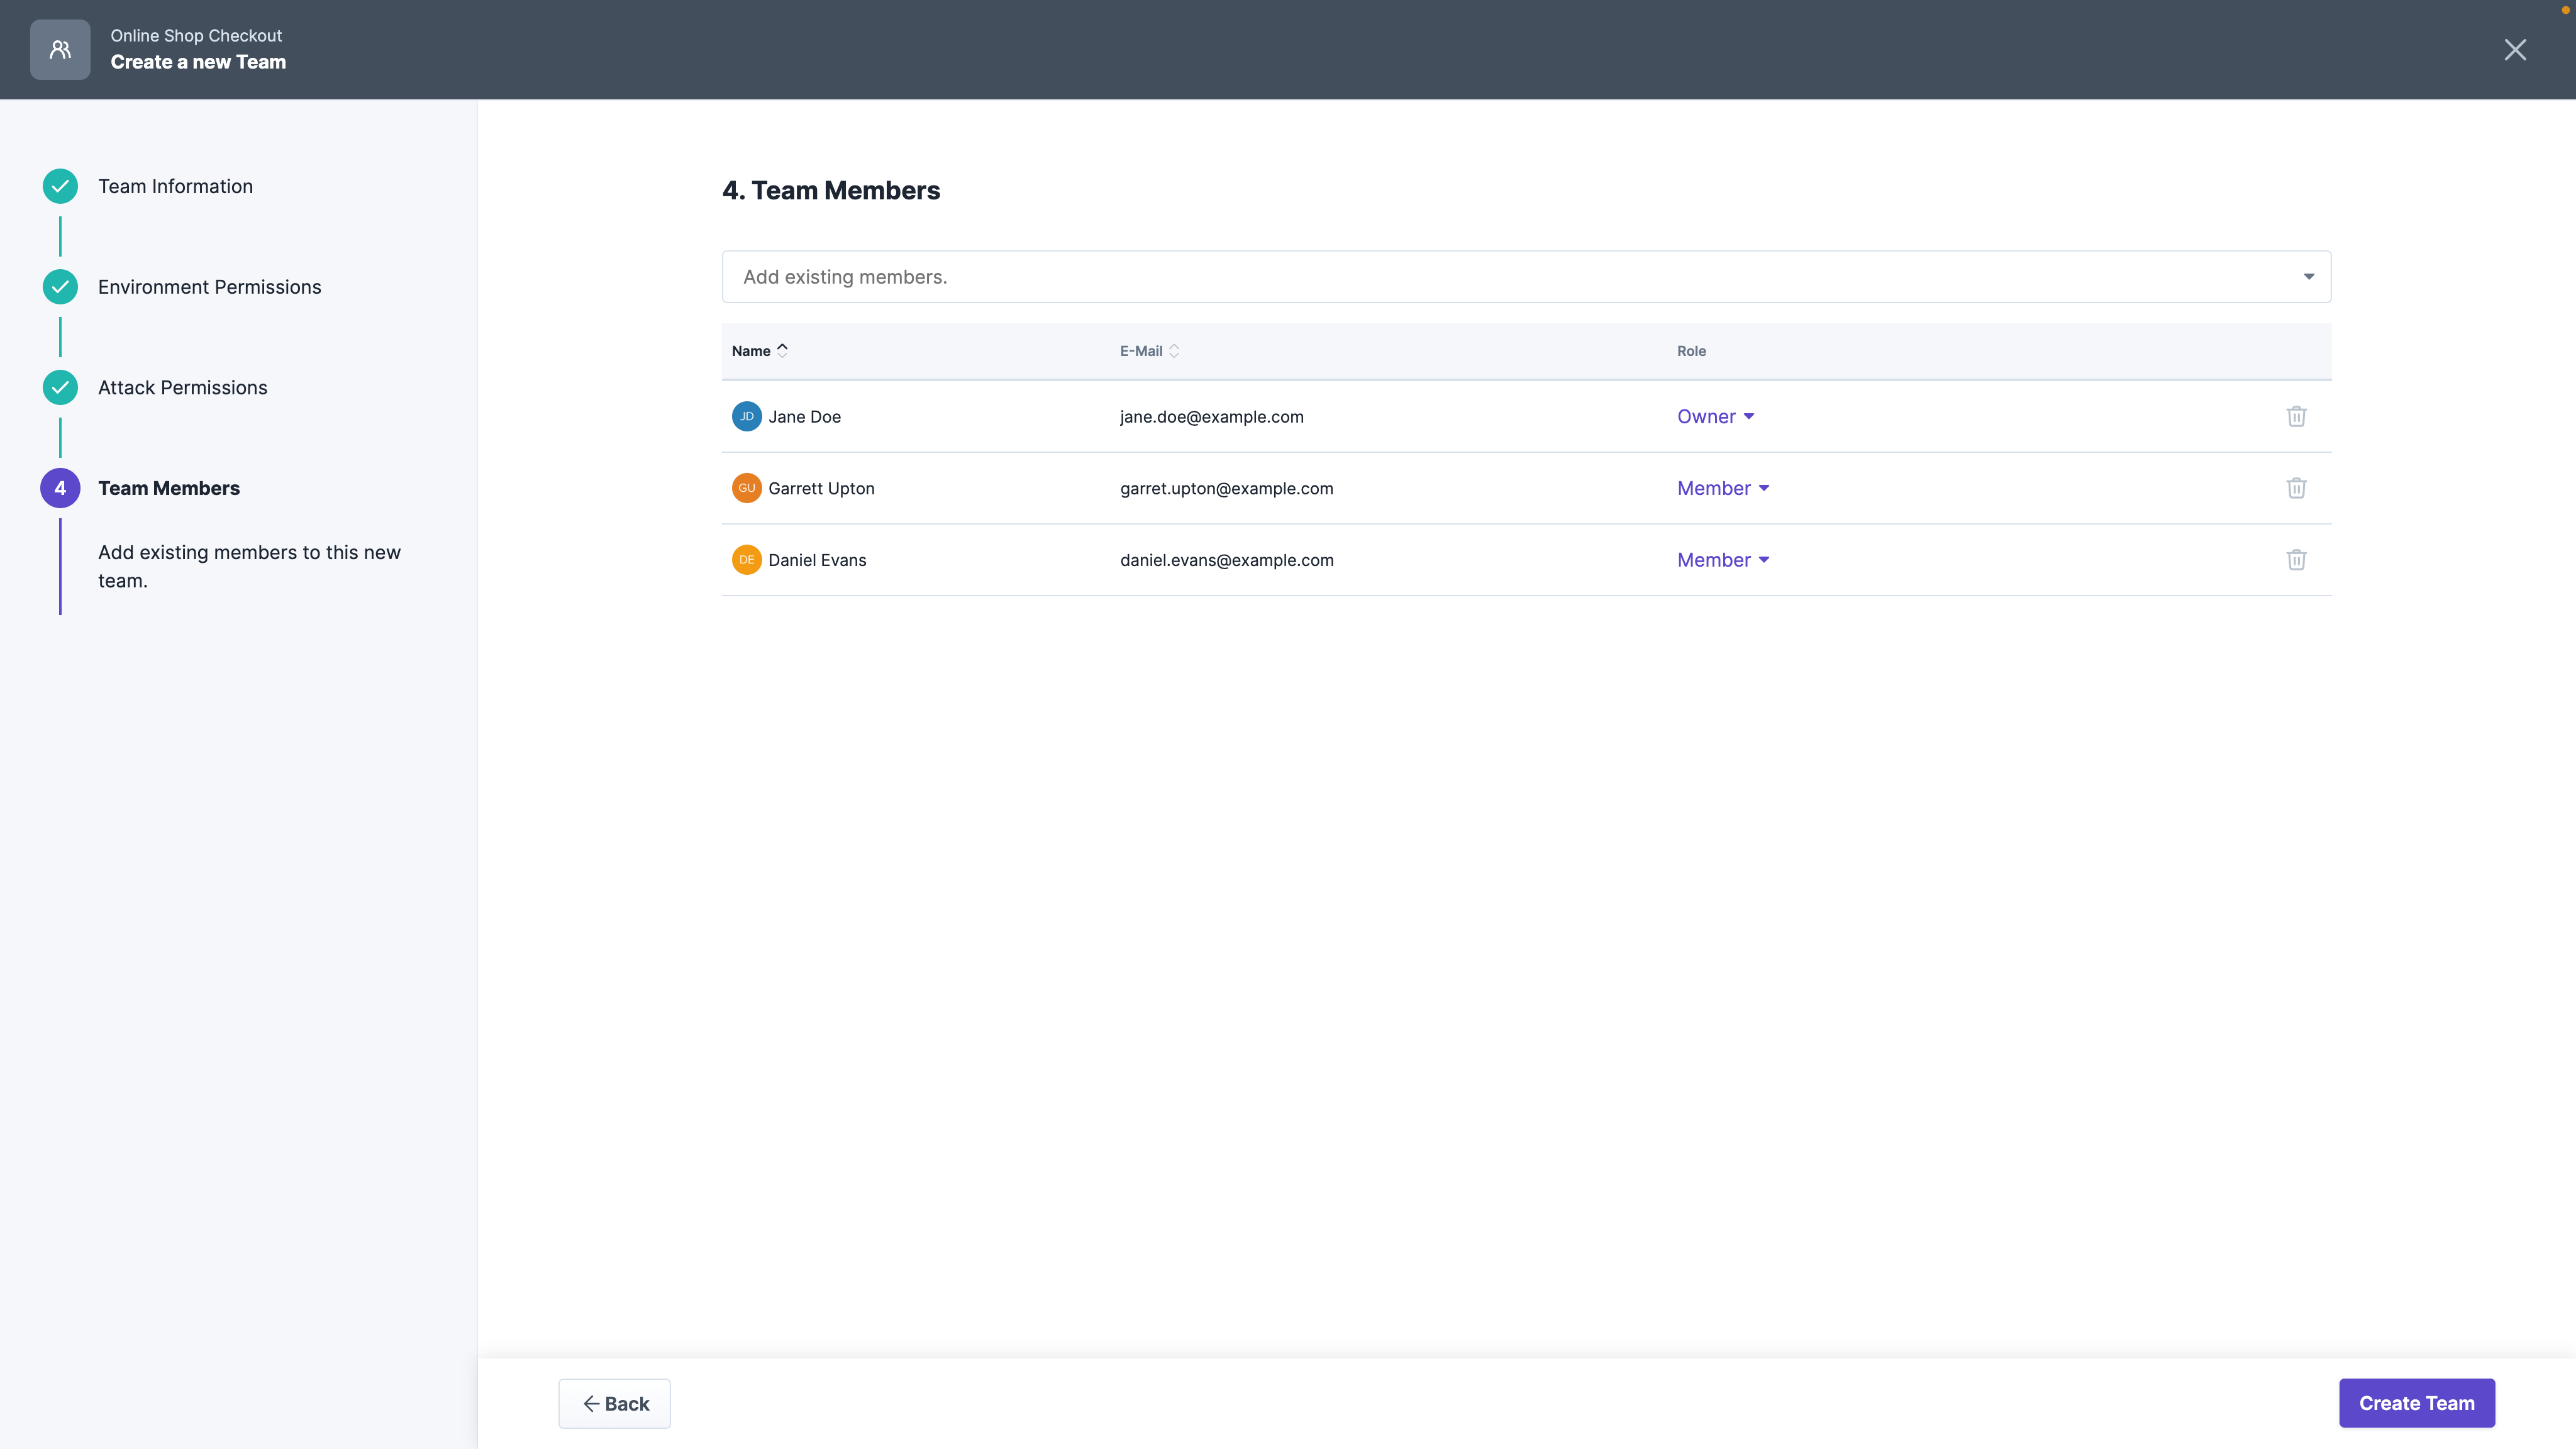 Online Shop Checkout
Create a new Team
Team Information
Environment Permissions
Attack Permissions
4 Team Members
Add existing members to this new
team.
4. Team Members
Add existing members.
Name E-Mail Role
JD Jane Doe jane.doe@example.com Owner
GU Garrett Upton garret.upton@example.com Member
DE Daniel Evans daniel.evans@example.com Member
Back Create Team